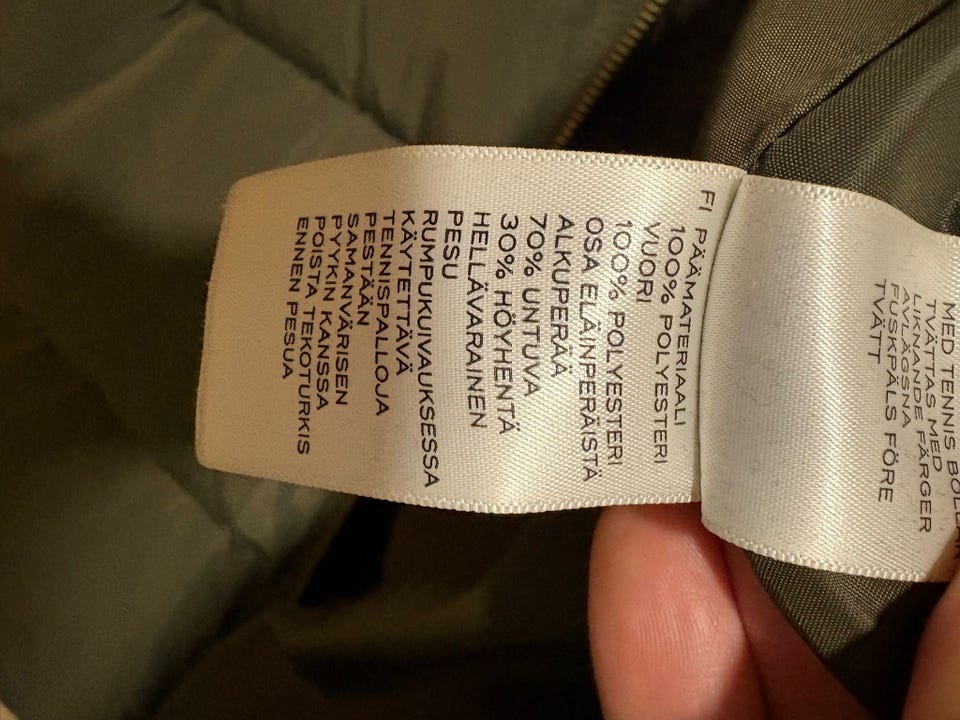 MED TENNIS
TVÄTTAS MED
LIKNANDE FÄRGER
AVLÄGSNA
FUSKPÄLS FÖRE
TVÄTT
FI PÄÄMATERIAALI
100% POLYESTERI
VUORI
100% POLYESTERI
OSA ELÄINPERÄISTÄ
ALKUPERÄÄ
70% UNTUVA
30% HÖYHENTÄ
HELLÄVARAINEN
PESU
RUMPUKUIVAUKSESSA
KÄYTETTÄVÄ
TENNISPALLOJA
PESTÄÄN
SAMANVÄRISEN
PYYKIN KANSSA
POISTA TEKOTURKIS
ENNEN PESUA